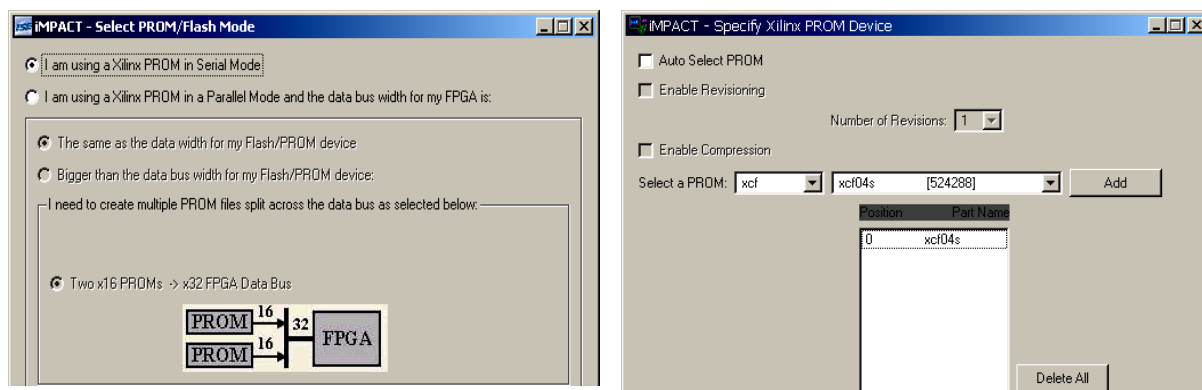 iMPACT - Select PROM/Flash Mode
I am using a Xilinx PROM in Serial Mode
I am using a Xilinx PROM in a Parallel Mode and the data bus width for my FPGA is:
The same as the data width for my Flash/PROM device
Bigger than the data bus width for my Flash/PROM device:
I need to create multiple PROM files split across the data bus as selected below:
Two x16 PROMs -> x32 FPGA Data Bus
PROM 16 32 FPGA
PROM 16
iMPACT - Specify Xilinx PROM Device
Auto Select PROM
Enable Revisioning
Number of Revisions: 1
Enable Compression
Select a PROM: xcf xcf04s [524288] Add
Position Part Name
0 xcf04s
Delete All